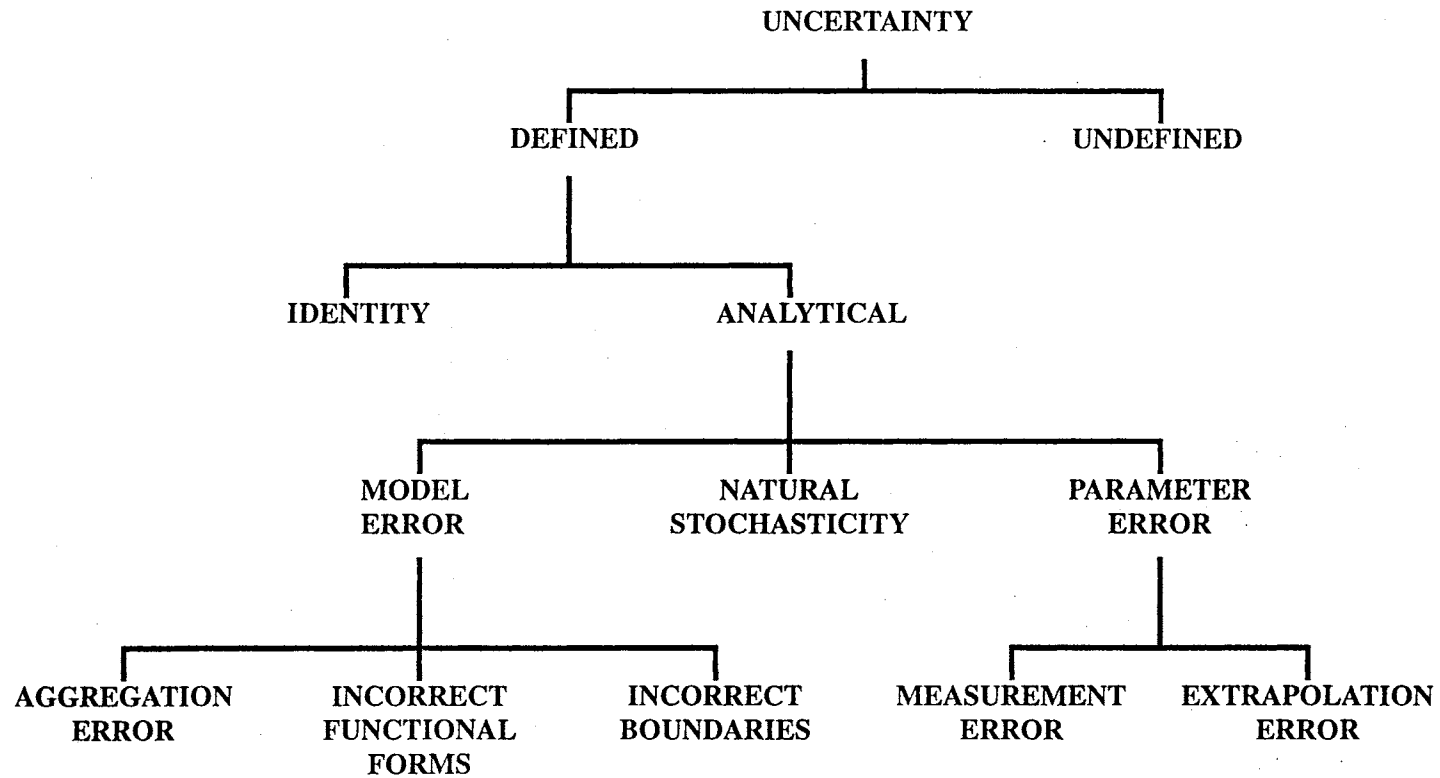 UNCERTAINTY
DEFINED
UNDEFINED
IDENTITY
ANALYTICAL
MODEL
ERROR
NATURAL
STOCHASTICITY
PARAMETER
ERROR
AGGREGATION
ERROR
INCORRECT
FUNCTIONAL
FORMS
INCORRECT
BOUNDARIES
MEASUREMENT
ERROR
EXTRAPOLATION
ERROR